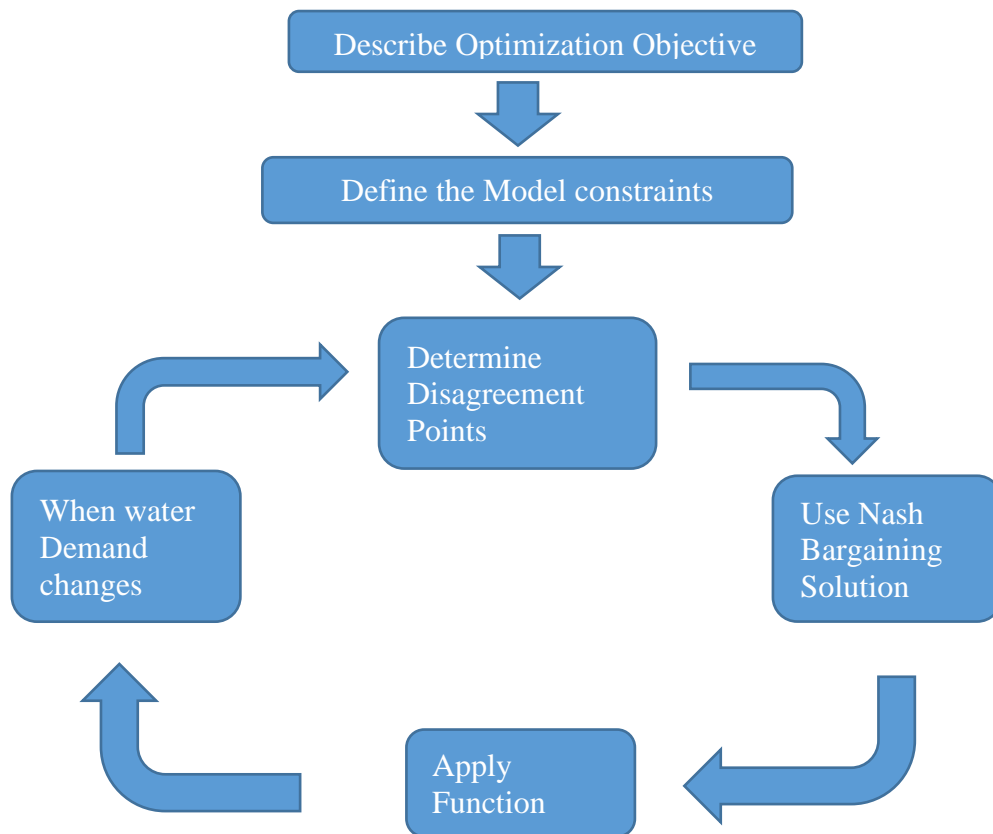 Describe Optimization Objective
Define the Model constraints
Determine
Disagreement
Points
Use Nash
Bargaining
Solution
Apply
Function
When water
Demand
changes